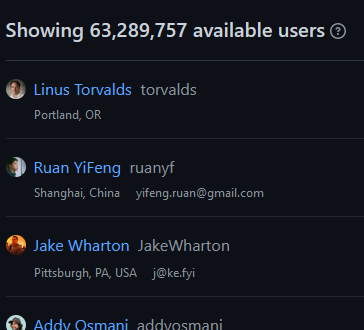 Showing 63,289,757 available users ?
Linus Torvalds torvalds
Portland, OR
Ruan YiFeng ruanyf
Shanghai, China yifeng.ruan@gmail.com
Jake Wharton JakeWharton
Pittsburgh, PA, USA j@ke.fyi
Addy Osmani addyosmani